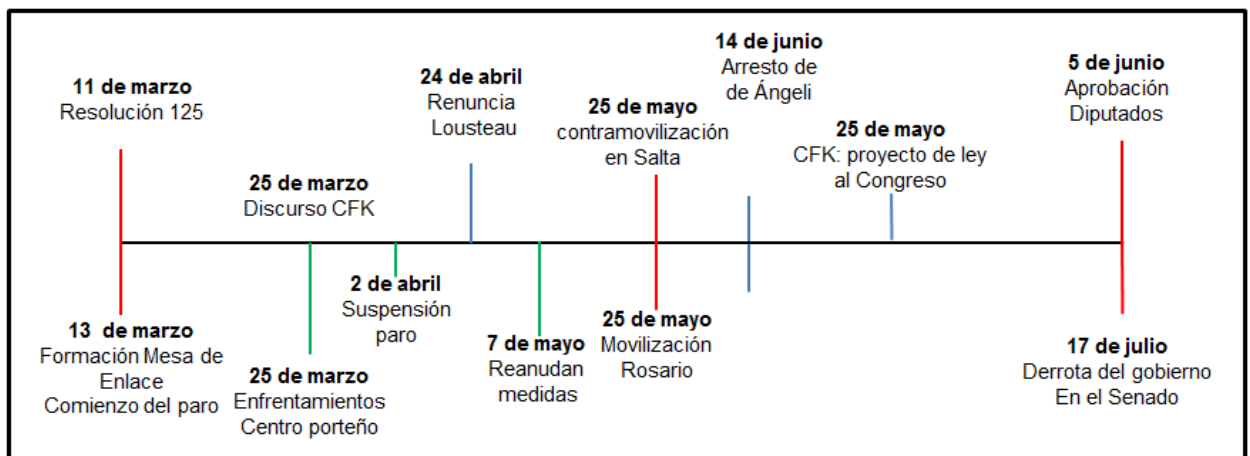 11 de marzo
Resolución 125
25 de marzo
Discurso CFK
24 de abril
Renuncia
Lousteau
25 de mayo
contramovilización
en Salta
14 de junio
Arresto de
de Ángeli
25 de mayo
CFK: proyecto de ley
al Congreso
5 de junio
Aprobación
Diputados
13 de marzo
Formación Mesa de
Enlace
Comienzo del paro
25 de marzo
Enfrentamientos
Centro porteño
2 de abril
Suspensión
paro
7 de mayo
Reanudan
medidas
25 de mayo
Movilización
Rosario
17 de julio
Derrota del gobierno
En el Senado